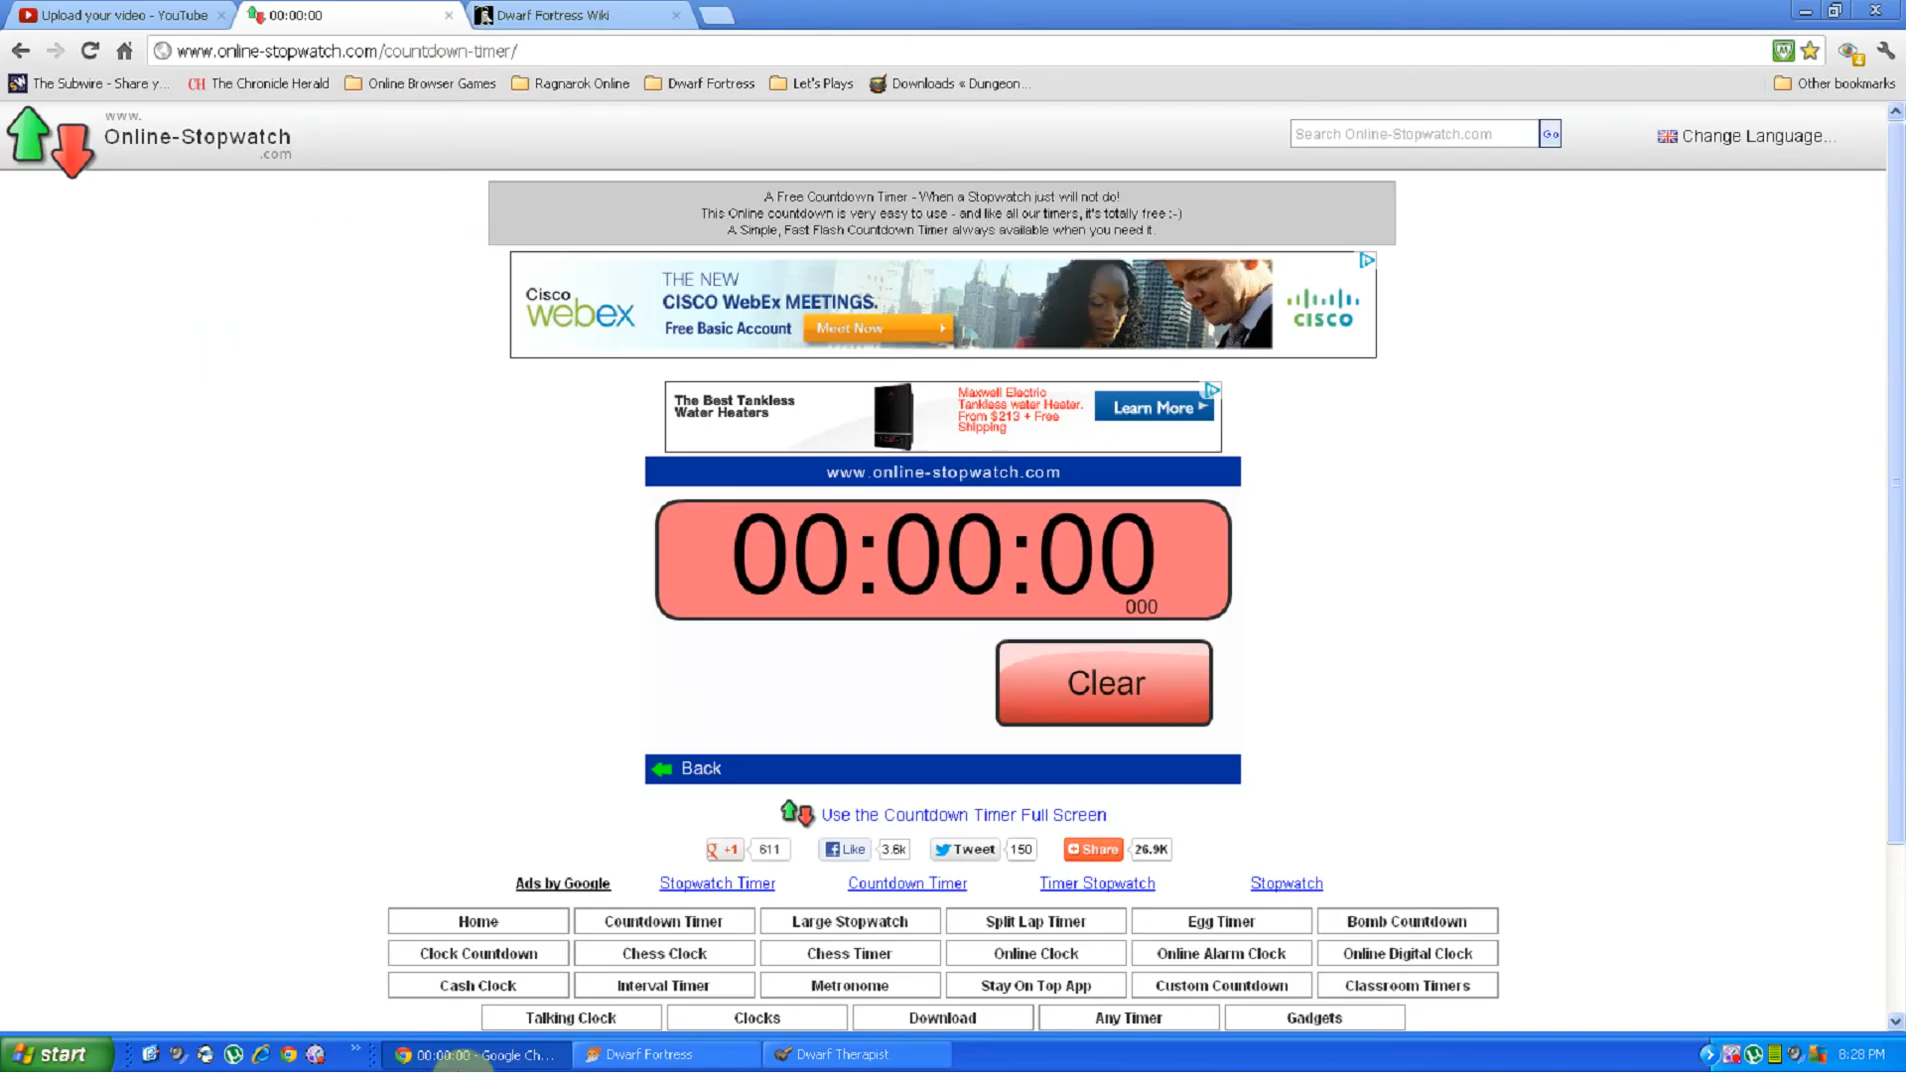 Upload your video - YouTube
00:00:00
Dwarf Fortress Wiki
www.online-stopwatch.com/countdown-timer/
The Subwire - Share y...
CH The Chronicle Herald
Online Browser Games
Ragnarok Online
Dwarf Fortress
Let's Plays
Downloads « Dungeon...
Other bookmarks
www.
Online-Stopwatch
.com
Search Online-Stopwatch.com
Go
Change Language...
A Free Countdown Timer - When a Stopwatch just will not do!
This Online countdown is very easy to use - and like all our timers, it's totally free :-)
A Simple, Fast Flash Countdown Timer always available when you need it.
Cisco
webex
THE NEW
CISCO WebEx MEETINGS.
Free Basic Account
Meet Now
CISCO
The Best Tankless
Water Heaters
Maxwell Electric
Tankless water Heater.
From $213 + Free
Shipping
Learn More
www.online-stopwatch.com
00:00:00
000
Clear
Back
Use the Countdown Timer Full Screen
g +1 611
Like 3.6k
Tweet 150
Share 26.9K
Ads by Google
Stopwatch Timer
Countdown Timer
Timer Stopwatch
Stopwatch
Home
Countdown Timer
Large Stopwatch
Split Lap Timer
Egg Timer
Bomb Countdown
Clock Countdown
Chess Clock
Chess Timer
Online Clock
Online Alarm Clock
Online Digital Clock
Cash Clock
Interval Timer
Metronome
Stay On Top App
Custom Countdown
Classroom Timers
Talking Clock
Clocks
Download
Any Timer
Gadgets
start
00:00:00 - Google Ch...
Dwarf Fortress
Dwarf Therapist
8:28 PM